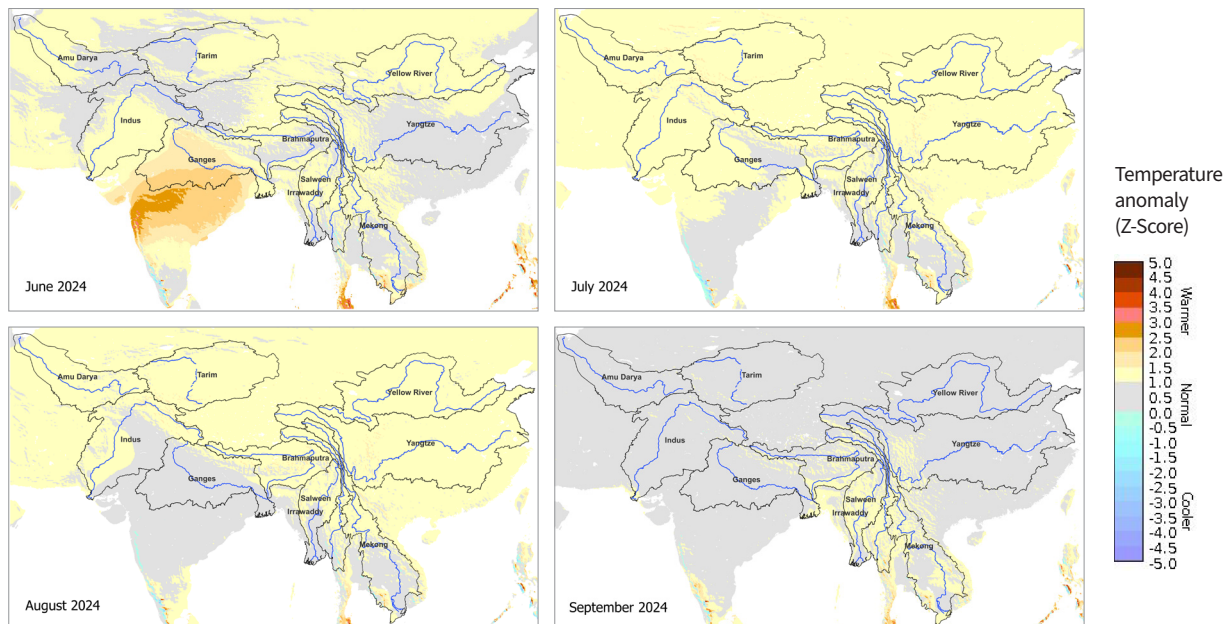 Amu Darya
Tarim
Yellow River
Indus
Yangtze
Brahmaputra
Ganges
Salween
Irrawaddy
Mekong
June 2024
Amu Darya
Tarim
Yellow River
Indus
Yangtze
Brahmaputra
Ganges
Salween
Irrawaddy
Mekong
July 2024
Amu Darya
Tarim
Yellow River
Indus
Yangtze
Brahmaputra
Ganges
Salween
Irrawaddy
Mekong
August 2024
Amu Darya
Tarim
Yellow River
Indus
Yangtze
Brahmaputra
Ganges
Salween
Irrawaddy
Mekong
September 2024
Temperature
anomaly
(Z-Score)
5.0
4.5
4.0
3.5
3.0
2.5
2.0
1.5
1.0
0.5
0.0
-0.5
-1.0
-1.5
-2.0
-2.5
-3.0
-3.5
-4.0
-4.5
-5.0
Warmer
Normal
Cooler